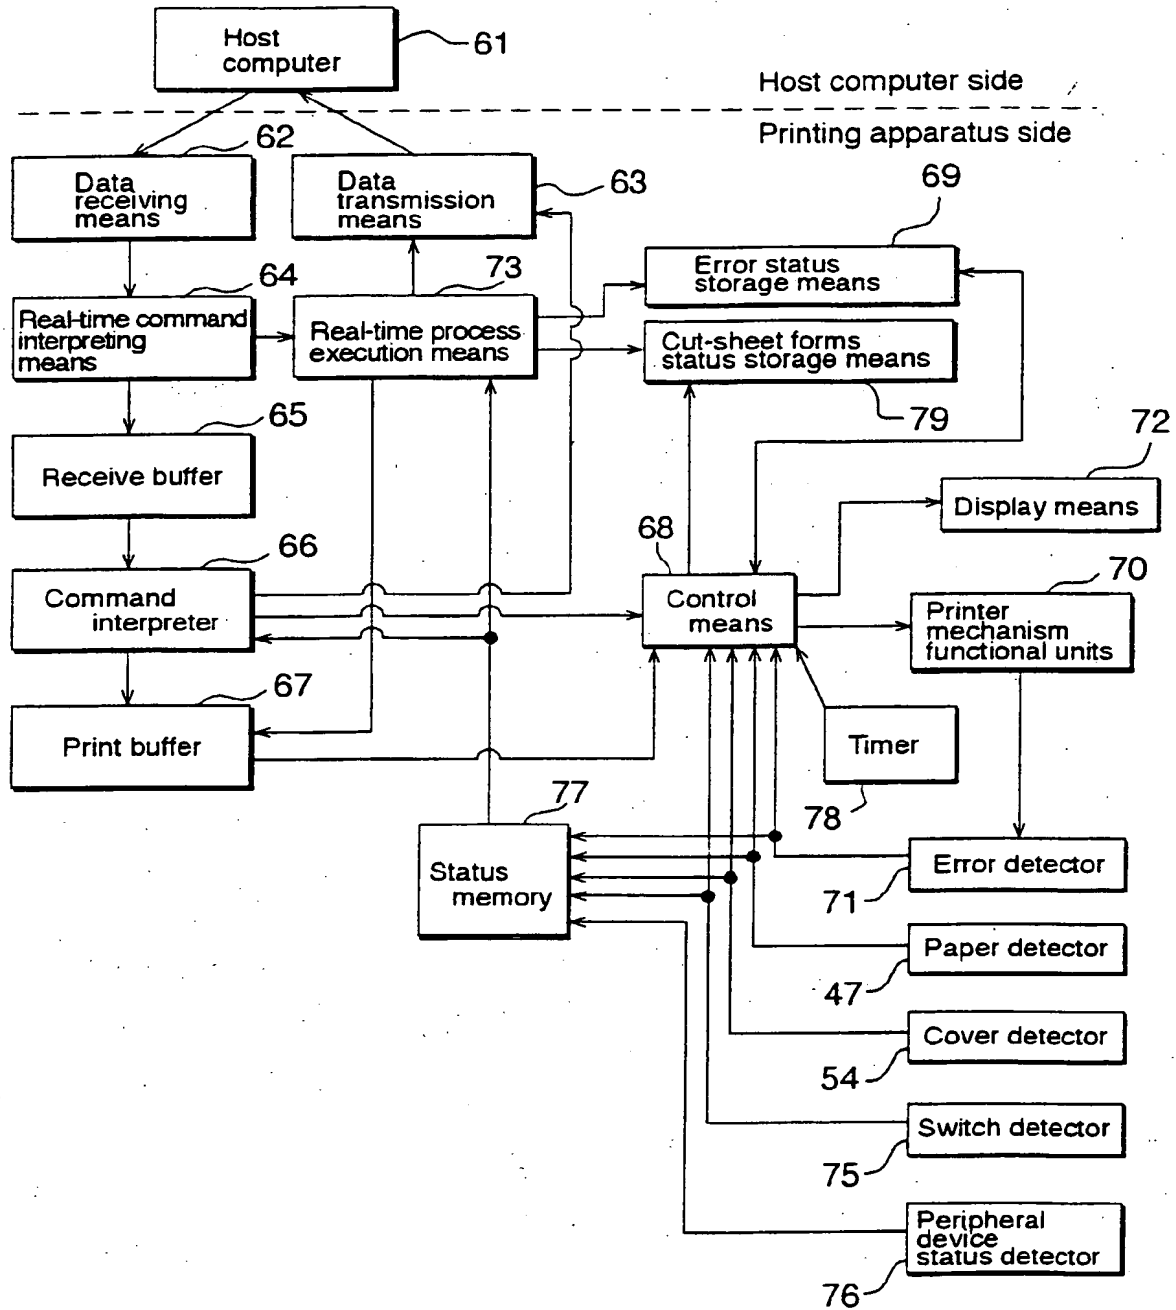 Host
computer
61
Host computer side
Printing apparatus side
62
Data
receiving
means
Data
transmission
means
63
69
Error status
storage means
64
Real-time command
interpreting
means
73
Real-time process
execution means
Cut-sheet forms
status storage means
79
65
Receive buffer
72
Display means
66
Command
interpreter
68
Control
means
70
Printer
mechanism
functional units
67
Print buffer
Timer
78
77
Status
memory
Error detector
71
Paper detector
47
Cover detector
54
Switch detector
75
Peripheral
device
status detector
76